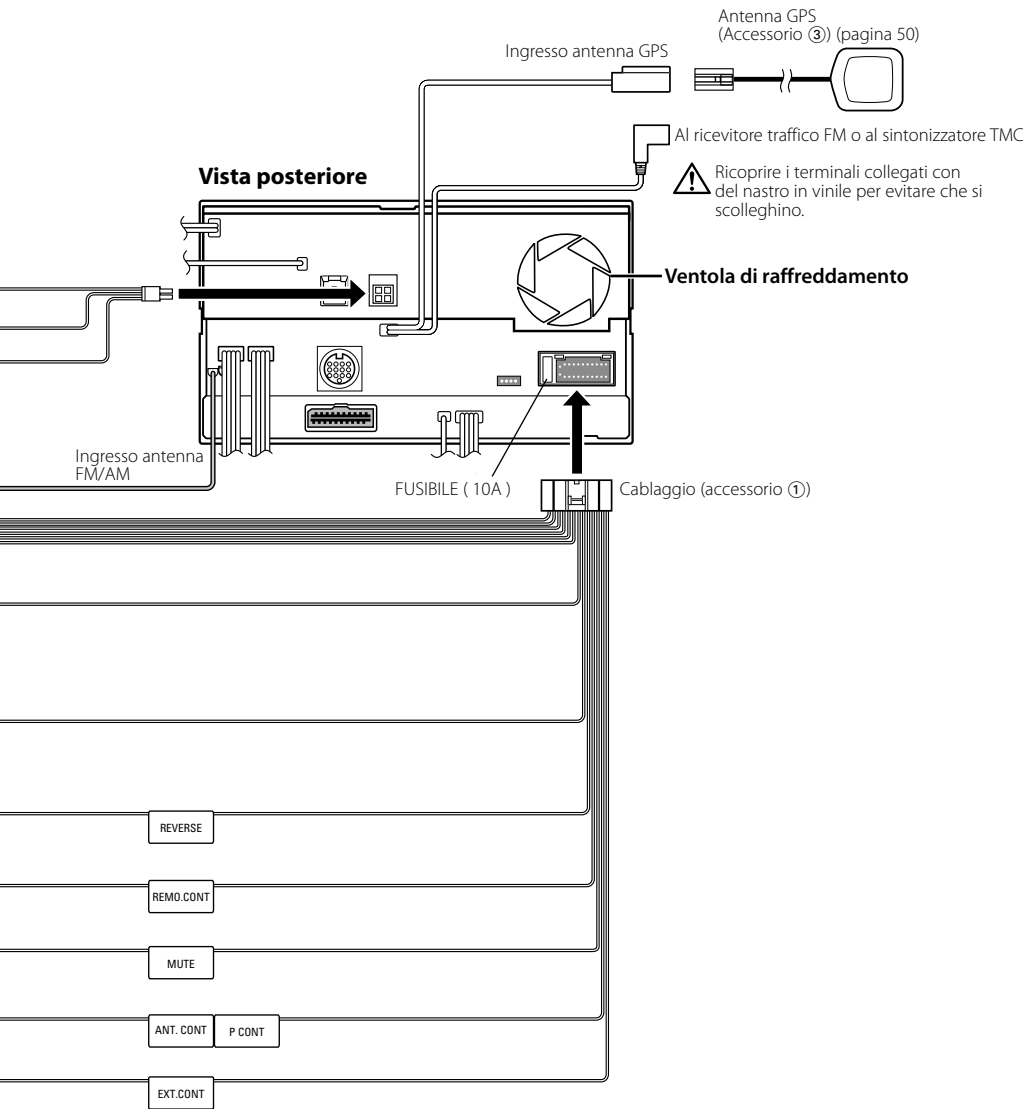 Antenna GPS
(Accessorio ③) (pagina 50)
Ingresso antenna GPS
Al ricevitore traffico FM o al sintonizzatore TMC
Ricoprire i terminali collegati con
del nastro in vinile per evitare che si
scolleghino.
Vista posteriore
Ventola di raffreddamento
Ingresso antenna
FM/AM
FUSIBILE ( 10A )
Cablaggio (accessorio ①)
REVERSE
REMO.CONT
MUTE
ANT. CONT
P CONT
EXT.CONT